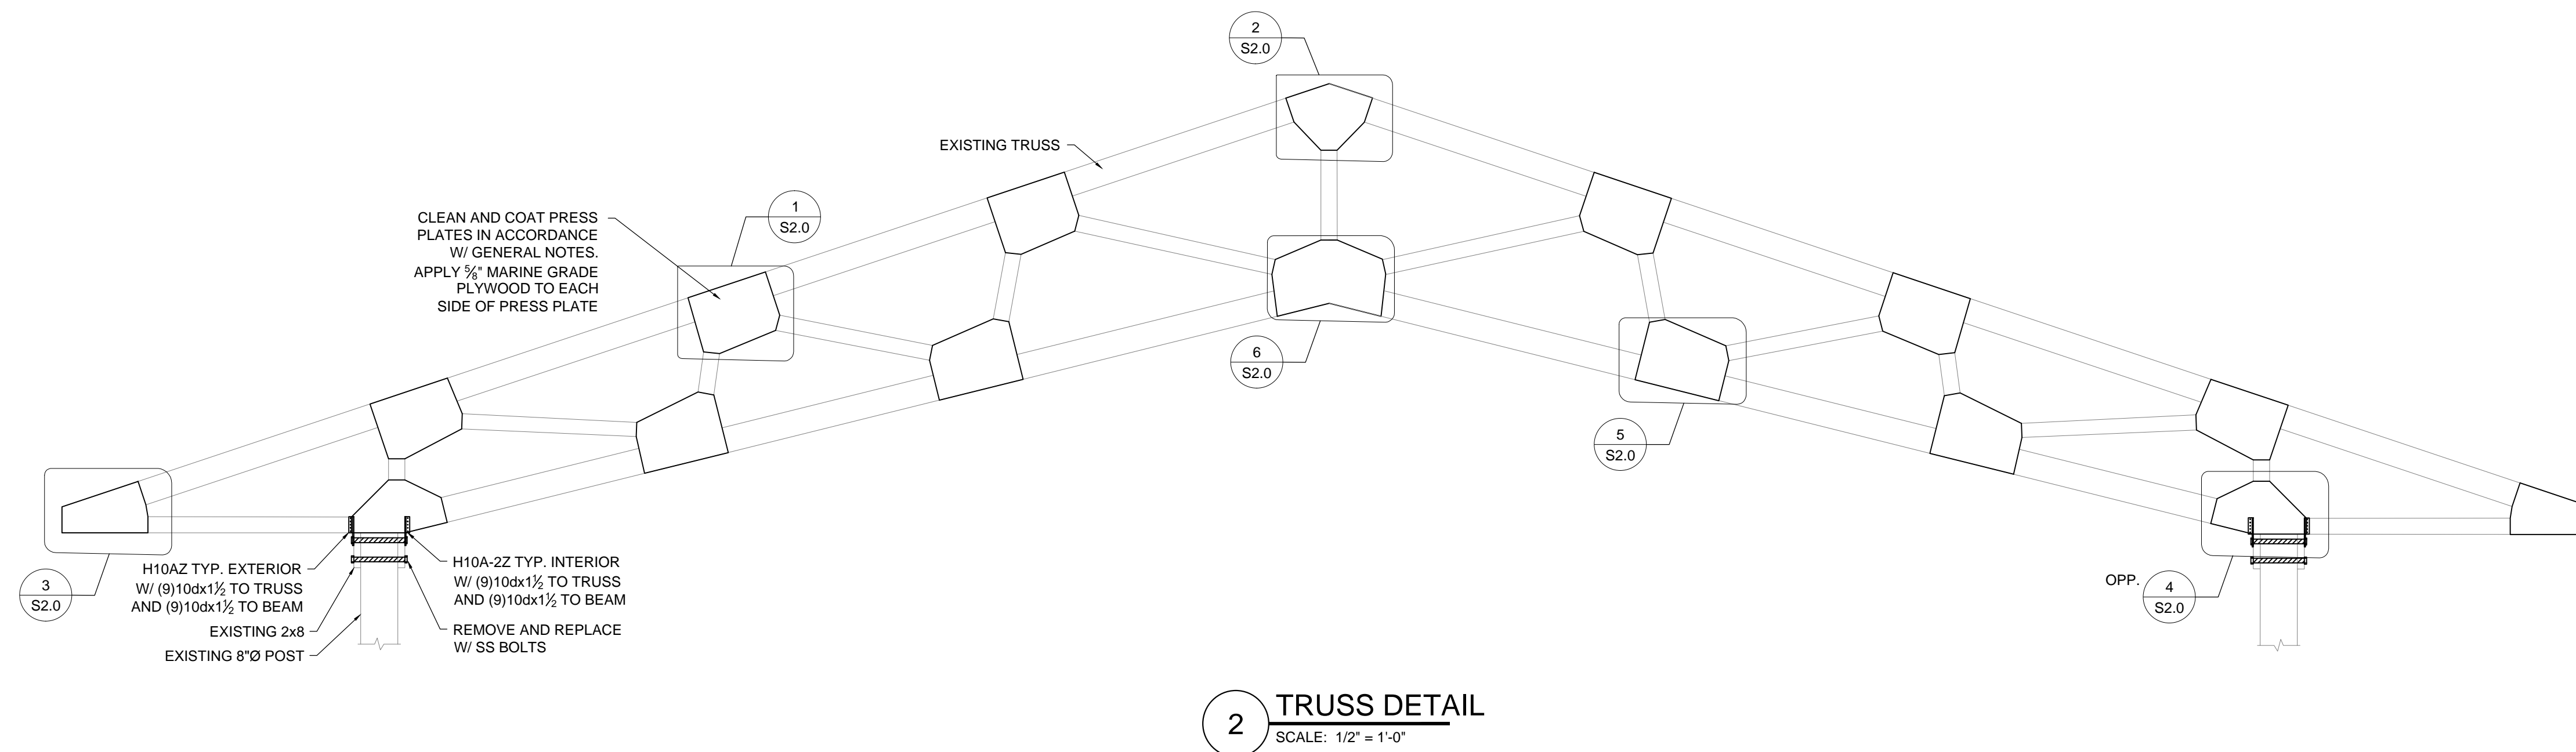 2
S2.0
EXISTING TRUSS
1
S2.0
CLEAN AND COAT PRESS
PLATES IN ACCORDANCE
W/ GENERAL NOTES.
APPLY ⅝" MARINE GRADE
PLYWOOD TO EACH
SIDE OF PRESS PLATE
6
S2.0
5
S2.0
3
S2.0
H10AZ TYP. EXTERIOR
W/ (9)10dx1½ TO TRUSS
AND (9)10dx1½ TO BEAM
EXISTING 2x8
EXISTING 8"Ø POST
H10A-2Z TYP. INTERIOR
W/ (9)10dx1½ TO TRUSS
AND (9)10dx1½ TO BEAM
REMOVE AND REPLACE
W/ SS BOLTS
OPP.
4
S2.0
2
TRUSS DETAIL
SCALE: 1/2" = 1'-0"